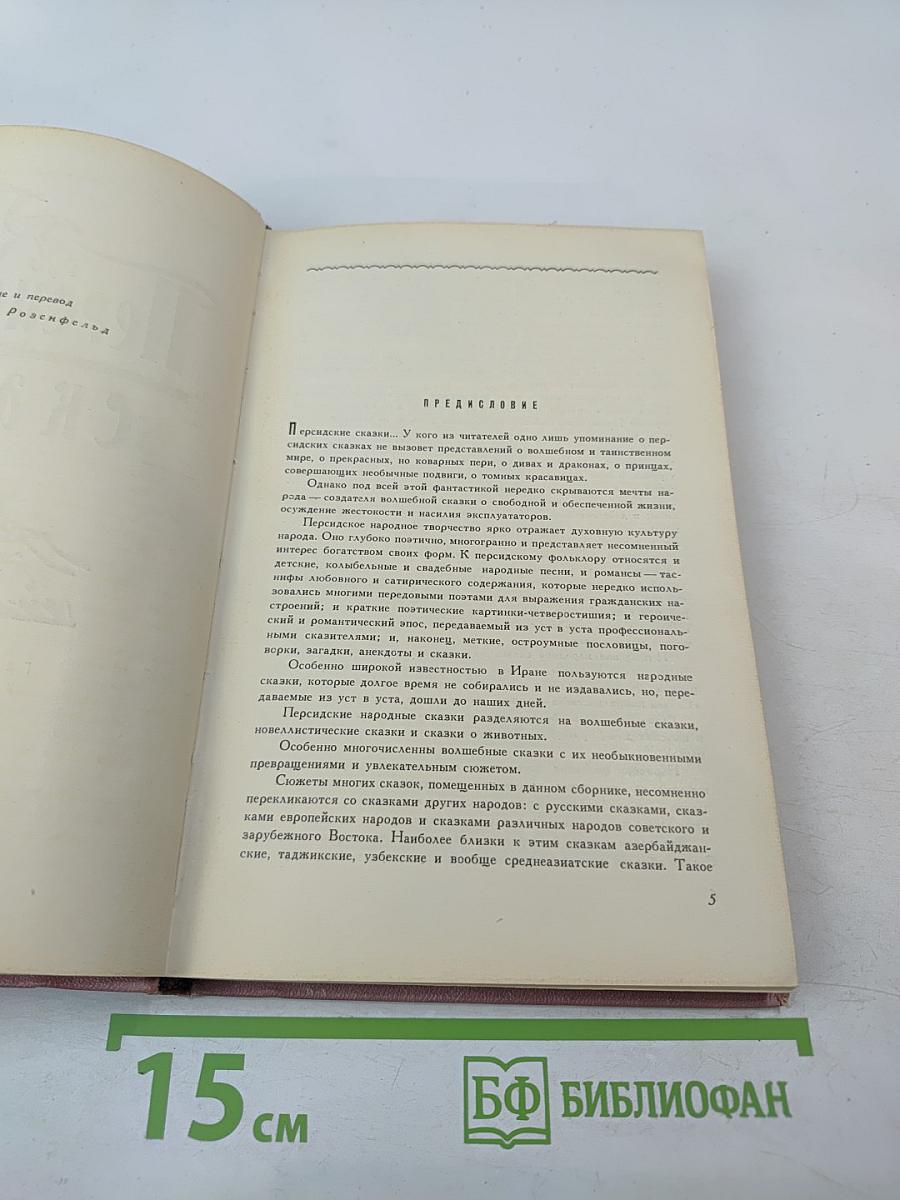 и перевод
Розенфельд
ПРЕДИСЛОВИЕ
Персидские сказки... У кого из читателей одно лишь упоминание о пер-
сидских сказках не вызовет представлений о волшебном и таинственном
мире, о прекрасных, но коварных пери, о дивах и драконах, о принцах,
совершающих необычные подвиги, о томных красавицах.
Однако под всей этой фантастикой нередко скрываются мечты на-
рода — создателя волшебной сказки о свободной и обеспеченной жизни,
осуждение жестокости и насилия эксплуататоров.
Персидское народное творчество ярко отражает духовную культуру
народа. Оно глубоко поэтично, многогранно и представляет несомненный
интерес богатством своих форм. К персидскому фольклору относятся и
детские, колыбельные и свадебные народные песни, и романсы — тас-
нифы любовного и сатирического содержания, которые нередко исполь-
зовались многими передовыми поэтами для выражения гражданских на-
строений; и краткие поэтические картинки-четверостишия; и героиче-
ский и романтический эпос, передаваемый из уст в уста профессиональ-
ными сказителями; и, наконец, меткие, остроумные пословицы, пого-
ворки, загадки, анекдоты и сказки.
Особенно широкой известностью в Иране пользуются народные
сказки, которые долгое время не собирались и не издавались, но, пере-
даваемые из уст в уста, дошли до наших дней.
Персидские народные сказки разделяются на волшебные сказки,
новеллистические сказки и сказки о животных.
Особенно многочисленны волшебные сказки с их необыкновенными
превращениями и увлекательным сюжетом.
Сюжеты многих сказок, помещенных в данном сборнике, несомненно
перекликаются со сказками других народов: с русскими сказками, сказ-
ками европейских народов и сказками различных народов советского и
зарубежного Востока. Наиболее близки к этим сказкам азербайджан-
ские, таджикские, узбекские и вообще среднеазиатские сказки. Такое
5
15 см
БФ БИБЛИОФАН